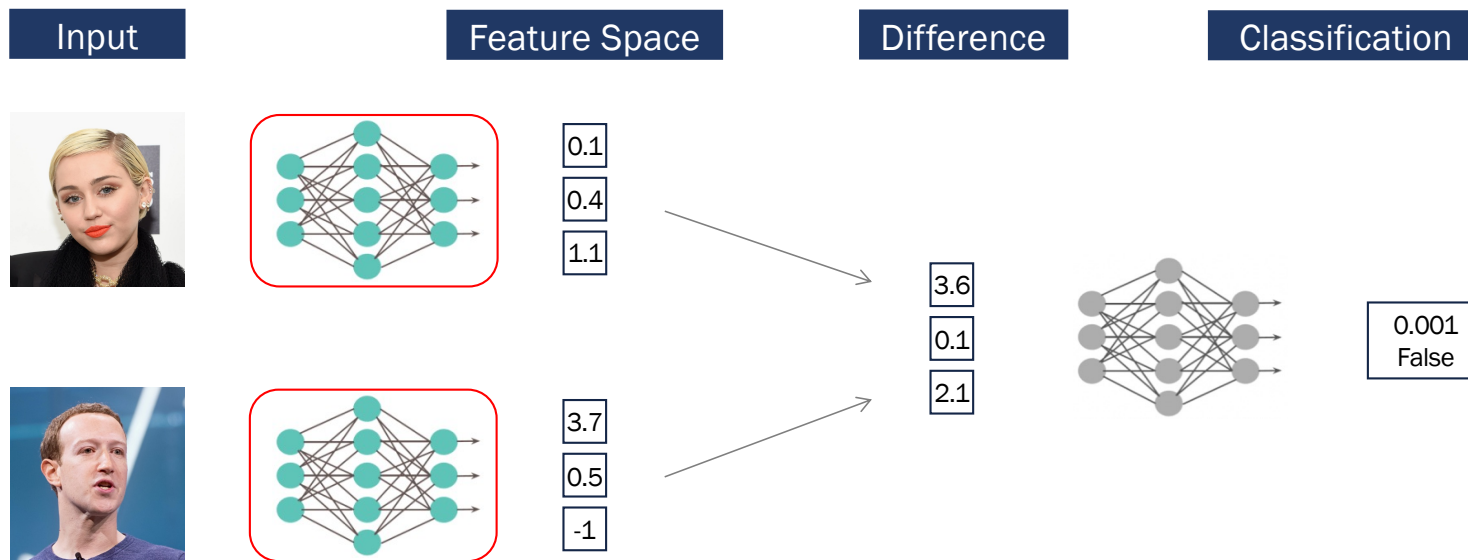 Input
Feature Space
Difference
Classification
0.1
0.4
1.1
3.7
0.5
-1
3.6
0.1
2.1
0.001
False